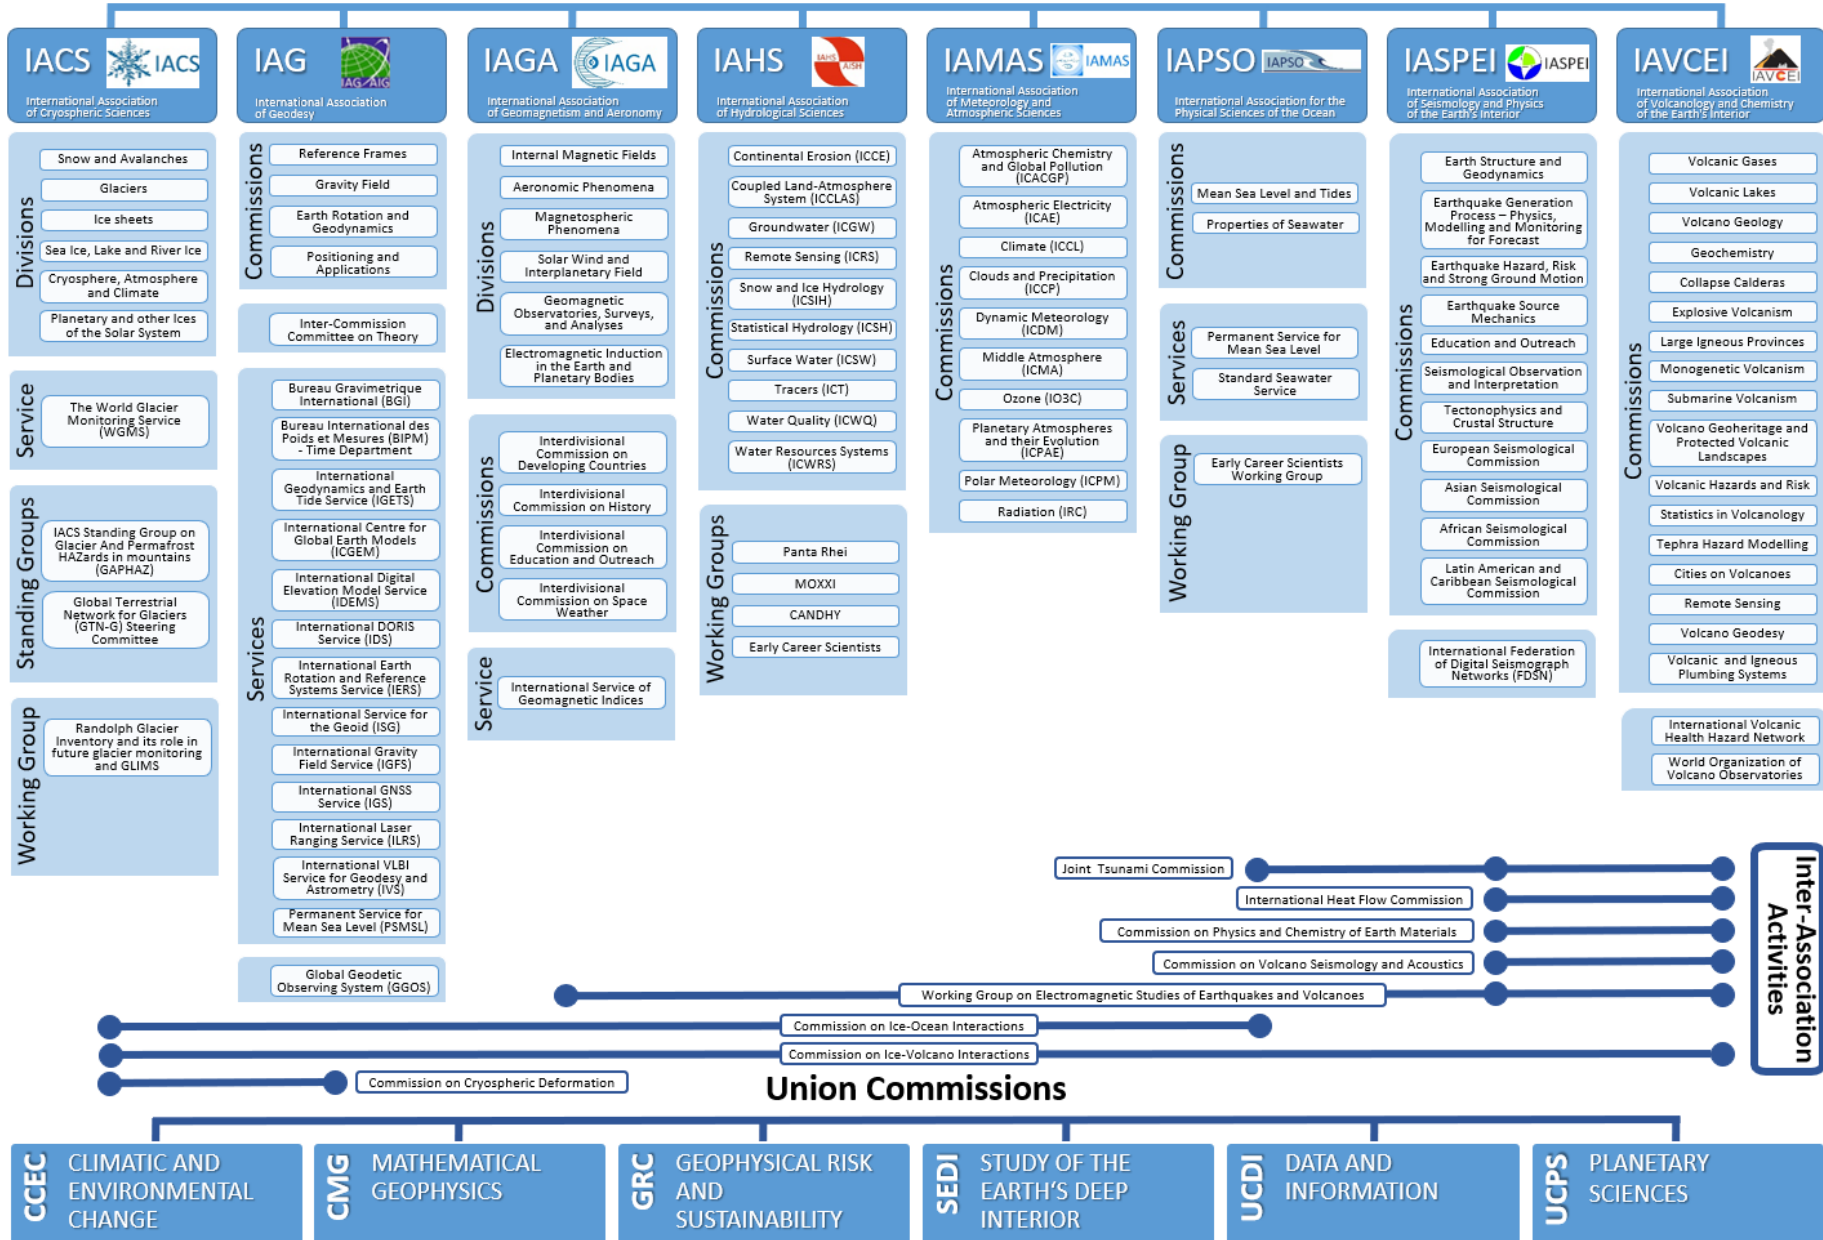 IACS
IACS
International Association
of Cryospheric Sciences
Divisions
Snow and Avalanches
Glaciers
Ice sheets
Sea Ice, Lake and River Ice
Cryosphere, Atmosphere
and Climate
Planetary and other Ices
of the Solar System
Service
The World Glacier
Monitoring Service
(WGMS)
Standing Groups
IACS Standing Group on
Glacier And Permafrost
HAZards in mountains
(GAPHAZ)
Global Terrestrial
Network for Glaciers
(GTN-G) Steering
Committee
Working Group
Randolph Glacier
Inventory and its role in
future glacier monitoring
and GLIMS
IAG
IAG AIG
International Association
of Geodesy
Commissions
Reference Frames
Gravity Field
Earth Rotation and
Geodynamics
Positioning and
Applications
Inter-Commission
Committee on Theory
Services
Bureau Gravimetrique
International (BGI)
Bureau International des
Poids et Mesures (BIPM)
- Time Department
International
Geodynamics and Earth
Tide Service (IGETS)
International Centre for
Global Earth Models
(ICGEM)
International Digital
Elevation Model Service
(IDEMS)
International DORIS
Service (IDS)
International Earth
Rotation and Reference
Systems Service (IERS)
International Service for
the Geoid (ISG)
International Gravity
Field Service (IGFS)
International GNSS
Service (IGS)
International Laser
Ranging Service (ILRS)
International VLBI
Service for Geodesy and
Astrometry (IVS)
Permanent Service for
Mean Sea Level (PSMSL)
Global Geodetic
Observing System (GGOS)
IAGA
IAGA
International Association
of Geomagnetism and Aeronomy
Divisions
Internal Magnetic Fields
Aeronomic Phenomena
Magnetospheric
Phenomena
Solar Wind and
Interplanetary Field
Geomagnetic
Observatories, Surveys,
and Analyses
Electromagnetic Induction
in the Earth and
Planetary Bodies
Commissions
Interdivisional
Commission on
Developing Countries
Interdivisional
Commission on History
Interdivisional
Commission on
Education and Outreach
Interdivisional
Commission on Space
Weather
Service
International Service of
Geomagnetic Indices
IAHS
IAHS
AISH
International Association
of Hydrological Sciences
Commissions
Continental Erosion (ICCE)
Coupled Land-Atmosphere
System (ICCLAS)
Groundwater (ICGW)
Remote Sensing (ICRS)
Snow and Ice Hydrology
(ICSIH)
Statistical Hydrology (ICSH)
Surface Water (ICSW)
Tracers (ICT)
Water Quality (ICWQ)
Water Resources Systems
(ICWRS)
Working Groups
Panta Rhei
MOXXI
CANDHY
Early Career Scientists
IAMAS
IAMAS
International Association
of Meteorology and
Atmospheric Sciences
Commissions
Atmospheric Chemistry
and Global Pollution
(ICACGP)
Atmospheric Electricity
(ICAE)
Climate (ICCL)
Clouds and Precipitation
(ICCP)
Dynamic Meteorology
(ICDM)
Middle Atmosphere
(ICMA)
Ozone (IO3C)
Planetary Atmospheres
and their Evolution
(ICPAE)
Polar Meteorology (ICPM)
Radiation (IRC)
IAPSO
IAPSO
International Association for the
Physical Sciences of the Ocean
Commissions
Mean Sea Level and Tides
Properties of Seawater
Services
Permanent Service for
Mean Sea Level
Standard Seawater
Service
Working Group
Early Career Scientists
Working Group
IASPEI
IASPEI
International Association
of Seismology and Physics
of the Earth's Interior
Commissions
Earth Structure and
Geodynamics
Earthquake Generation
Process – Physics,
Modelling and Monitoring
for Forecast
Earthquake Hazard, Risk
and Strong Ground Motion
Earthquake Source
Mechanics
Education and Outreach
Seismological Observation
and Interpretation
Tectonophysics and
Crustal Structure
European Seismological
Commission
Asian Seismological
Commission
African Seismological
Commission
Latin American and
Caribbean Seismological
Commission
International Federation
of Digital Seismograph
Networks (FDSN)
IAVCEI
IAVCEI
International Association
of Volcanology and Chemistry
of the Earth's Interior
Commissions
Volcanic Gases
Volcanic Lakes
Volcano Geology
Geochemistry
Collapse Calderas
Explosive Volcanism
Large Igneous Provinces
Monogenetic Volcanism
Submarine Volcanism
Volcano Geoheritage and
Protected Volcanic
Landscapes
Volcanic Hazards and Risk
Statistics in Volcanology
Tephra Hazard Modelling
Cities on Volcanoes
Remote Sensing
Volcano Geodesy
Volcanic and Igneous
Plumbing Systems
International Volcanic
Health Hazard Network
World Organization of
Volcano Observatories
Inter-Association
Activities
Joint Tsunami Commission
International Heat Flow Commission
Commission on Physics and Chemistry of Earth Materials
Commission on Volcano Seismology and Acoustics
Working Group on Electromagnetic Studies of Earthquakes and Volcanoes
Commission on Ice-Ocean Interactions
Commission on Ice-Volcano Interactions
Commission on Cryospheric Deformation
Union Commissions
CCEC
CLIMATIC AND
ENVIRONMENTAL
CHANGE
CMG
MATHEMATICAL
GEOPHYSICS
GRC
GEOPHYSICAL RISK
AND
SUSTAINABILITY
SEDI
STUDY OF THE
EARTH'S DEEP
INTERIOR
UCDI
DATA AND
INFORMATION
UCPS
PLANETARY
SCIENCES